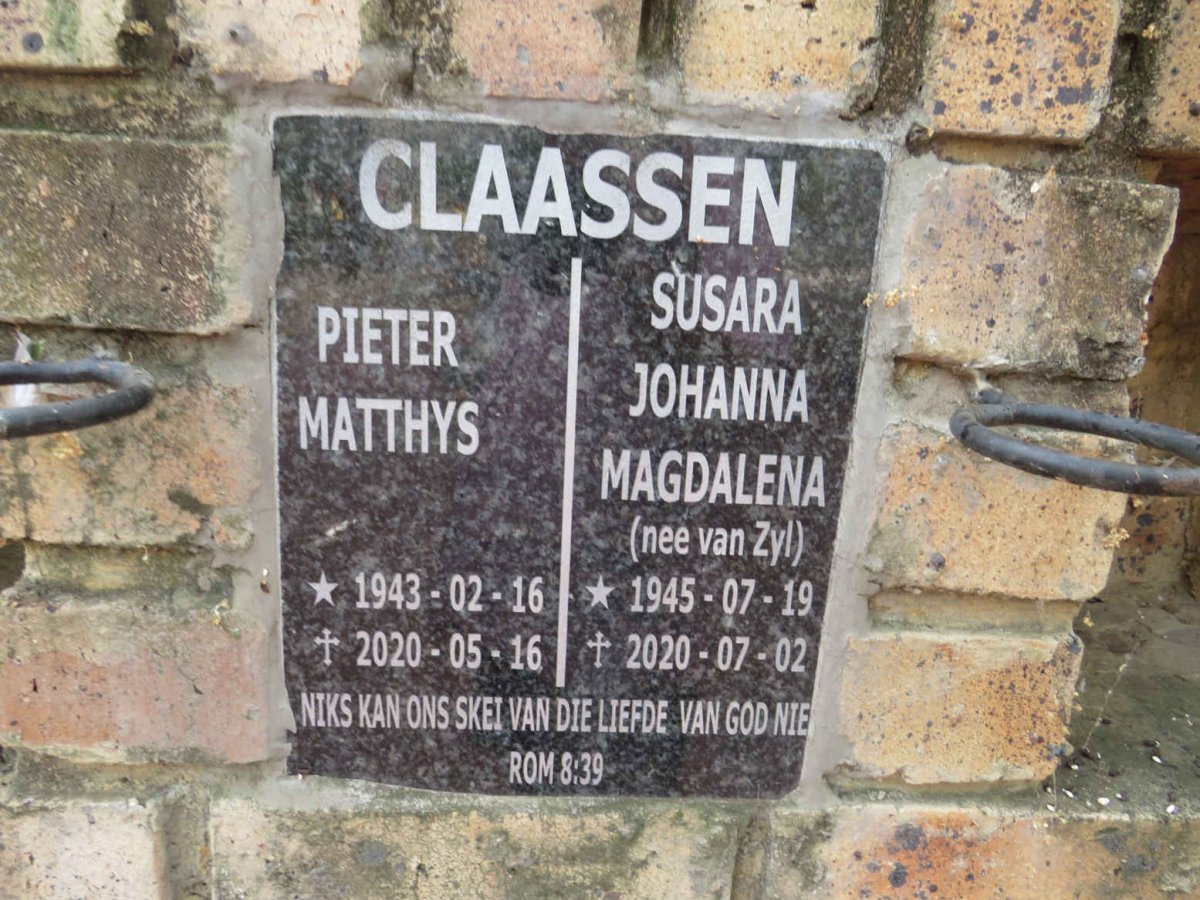 CLAASSEN
PIETER
MATTHYS
★ 1943 - 02 - 16
✝ 2020 - 05 - 16
SUSARA
JOHANNA
MAGDALENA
(nee van Zyl)
★ 1945 - 07 - 19
✝ 2020 - 07 - 02
NIKS KAN ONS SKEI VAN DIE LIEFDE VAN GOD NIE
ROM 8:39